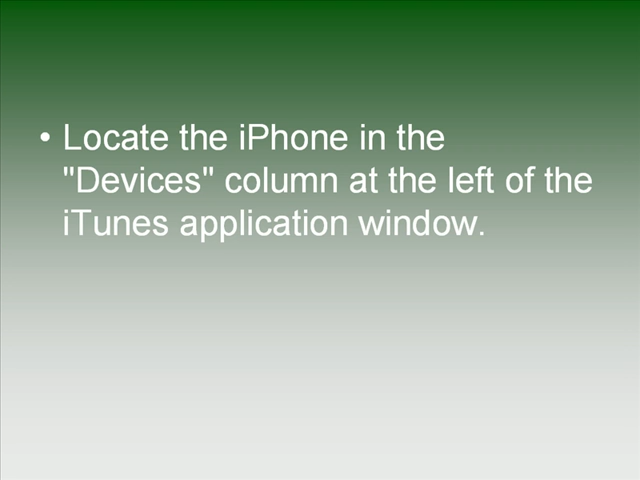 • Locate the iPhone in the
"Devices" column at the left of the
iTunes application window.